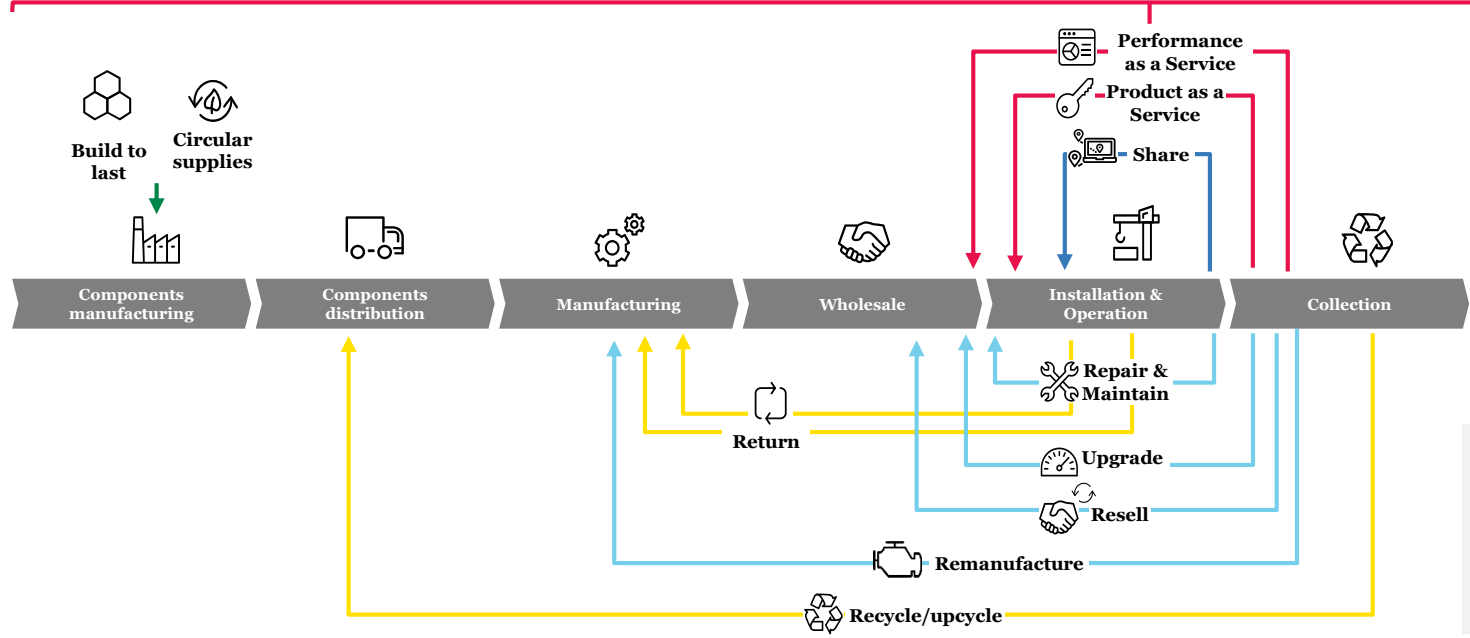 Performance
as a Service
Product as a
Service
Build to
last
Circular
supplies
Share
Components
manufacturing
Components
distribution
Manufacturing
Wholesale
Installation &
Operation
Collection
Repair &
Maintain
Return
Upgrade
Resell
Remanufacture
Recycle/upcycle